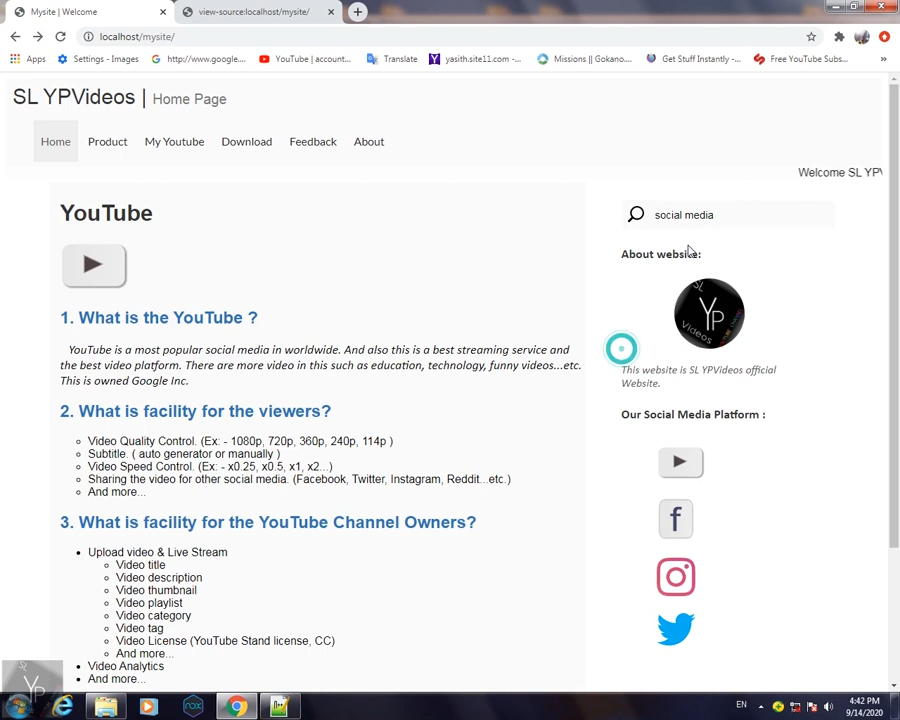 Mysite | Welcome
view-source:localhost/mysite/
localhost/mysite/
Apps
Settings - Images
http://www.google....
YouTube | account...
Translate
yasith.site11.com -...
Missions || Gokano...
Get Stuff Instantly -...
Free YouTube Subs...
»
SL YPVideos | Home Page
Home
Product
My Youtube
Download
Feedback
About
Welcome SL YPV
YouTube
1. What is the YouTube ?
YouTube is a most popular social media in worldwide. And also this is a best streaming service and
the best video platform. There are more video in this such as education, technology, funny videos...etc.
This is owned Google Inc.
2. What is facility for the viewers?
Video Quality Control. (Ex: - 1080p, 720p, 360p, 240p, 114p )
Subtitle. ( auto generator or manually )
Video Speed Control. (Ex: - x0.25, x0.5, x1, x2...)
Sharing the video for other social media. (Facebook, Twitter, Instagram, Reddit...etc.)
And more...
3. What is facility for the YouTube Channel Owners?
Upload video & Live Stream
Video title
Video description
Video thumbnail
Video playlist
Video category
Video tag
Video License (YouTube Stand license, CC)
And more...
Video Analytics
And more...
social media
About website:
SL
YP
Videos
This website is SL YPVideos official
Website.
Our Social Media Platform :
f
SL
YP
nox
EN
4:42 PM
9/14/2020